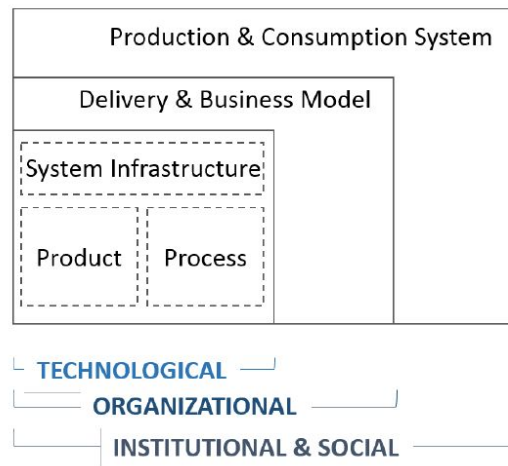 Production & Consumption System
Delivery & Business Model
System Infrastructure
Product Process
TECHNOLOGICAL
ORGANIZATIONAL
INSTITUTIONAL & SOCIAL